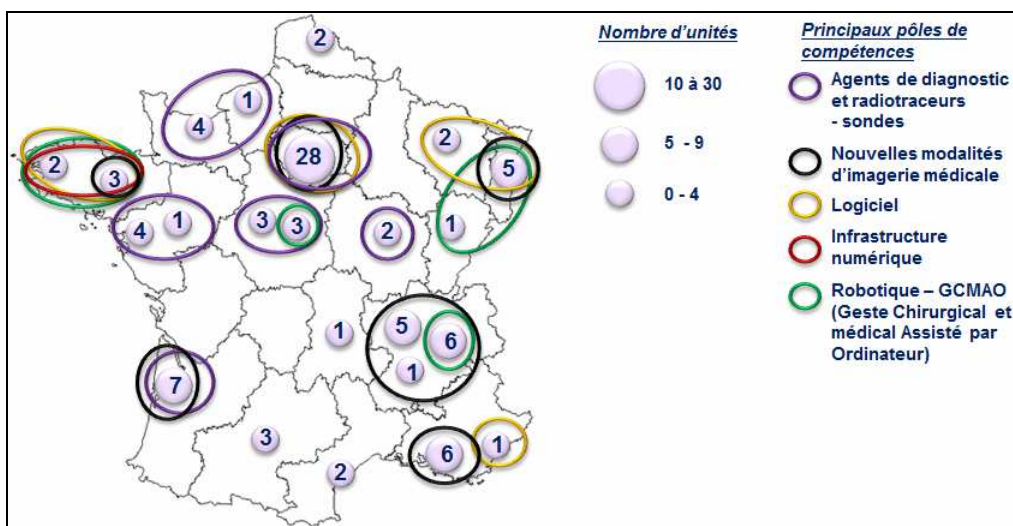 2
1
4
28
2
5
2
3
1
4
3
3
2
1
1
5
6
1
7
3
6
1
2
Nombre d'unités
10 à 30
5 - 9
0 - 4
Principaux pôles de
compétences
Agents de diagnostic
et radiotraceurs
- sondes
Nouvelles modalités
d'imagerie médicale
Logiciel
Infrastructure
numérique
Robotique – GCMAO
(Geste Chirurgical et
médical Assisté par
Ordinateur)